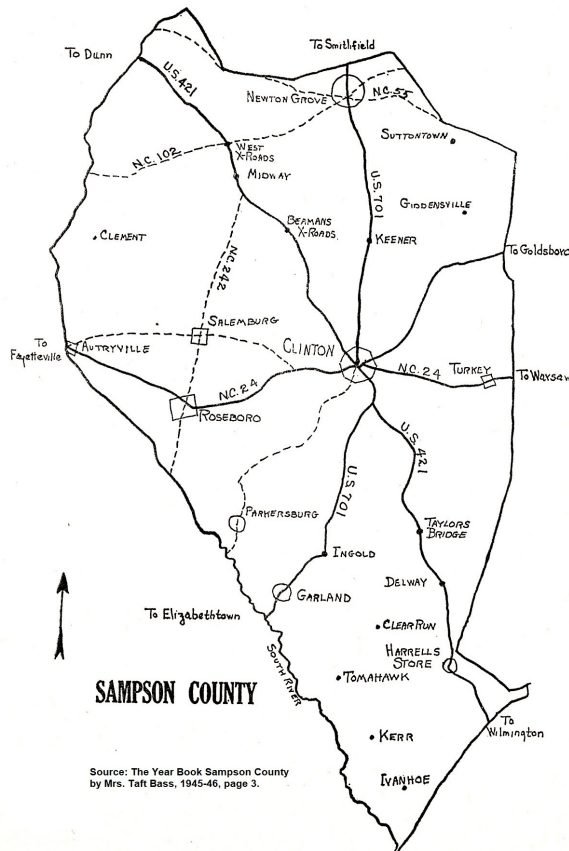 To Smithfield
To Dunn
U.S. 421
NEWTON GROVE
N.C. 55
SUTTONTOWN
WEST
X-ROADS
N.C. 102
MIDWAY
U.S. 701
GIDDENSVILLE
BEAMANS
X-ROADS
CLEMENT
KEENER
To Goldsboro
N.C. 242
SALEMBURG
To
Fayetteville
AUTRYVILLE
CLINTON
N.C. 24
TURKEY
To Warsaw
N.C. 24
ROSEBORO
U.S. 421
U.S. 701
PARKERSBURG
TAYLORS
BRIDGE
INGOLD
DELWAY
GARLAND
To Elizabethtown
CLEAR RUN
HARRELLS
STORE
SOUTH RIVER
TOMAHAWK
SAMPSON COUNTY
To
Wilmington
KERR
IVANHOE
Source: The Year Book Sampson County
by Mrs. Taft Bass, 1945-46, page 3.